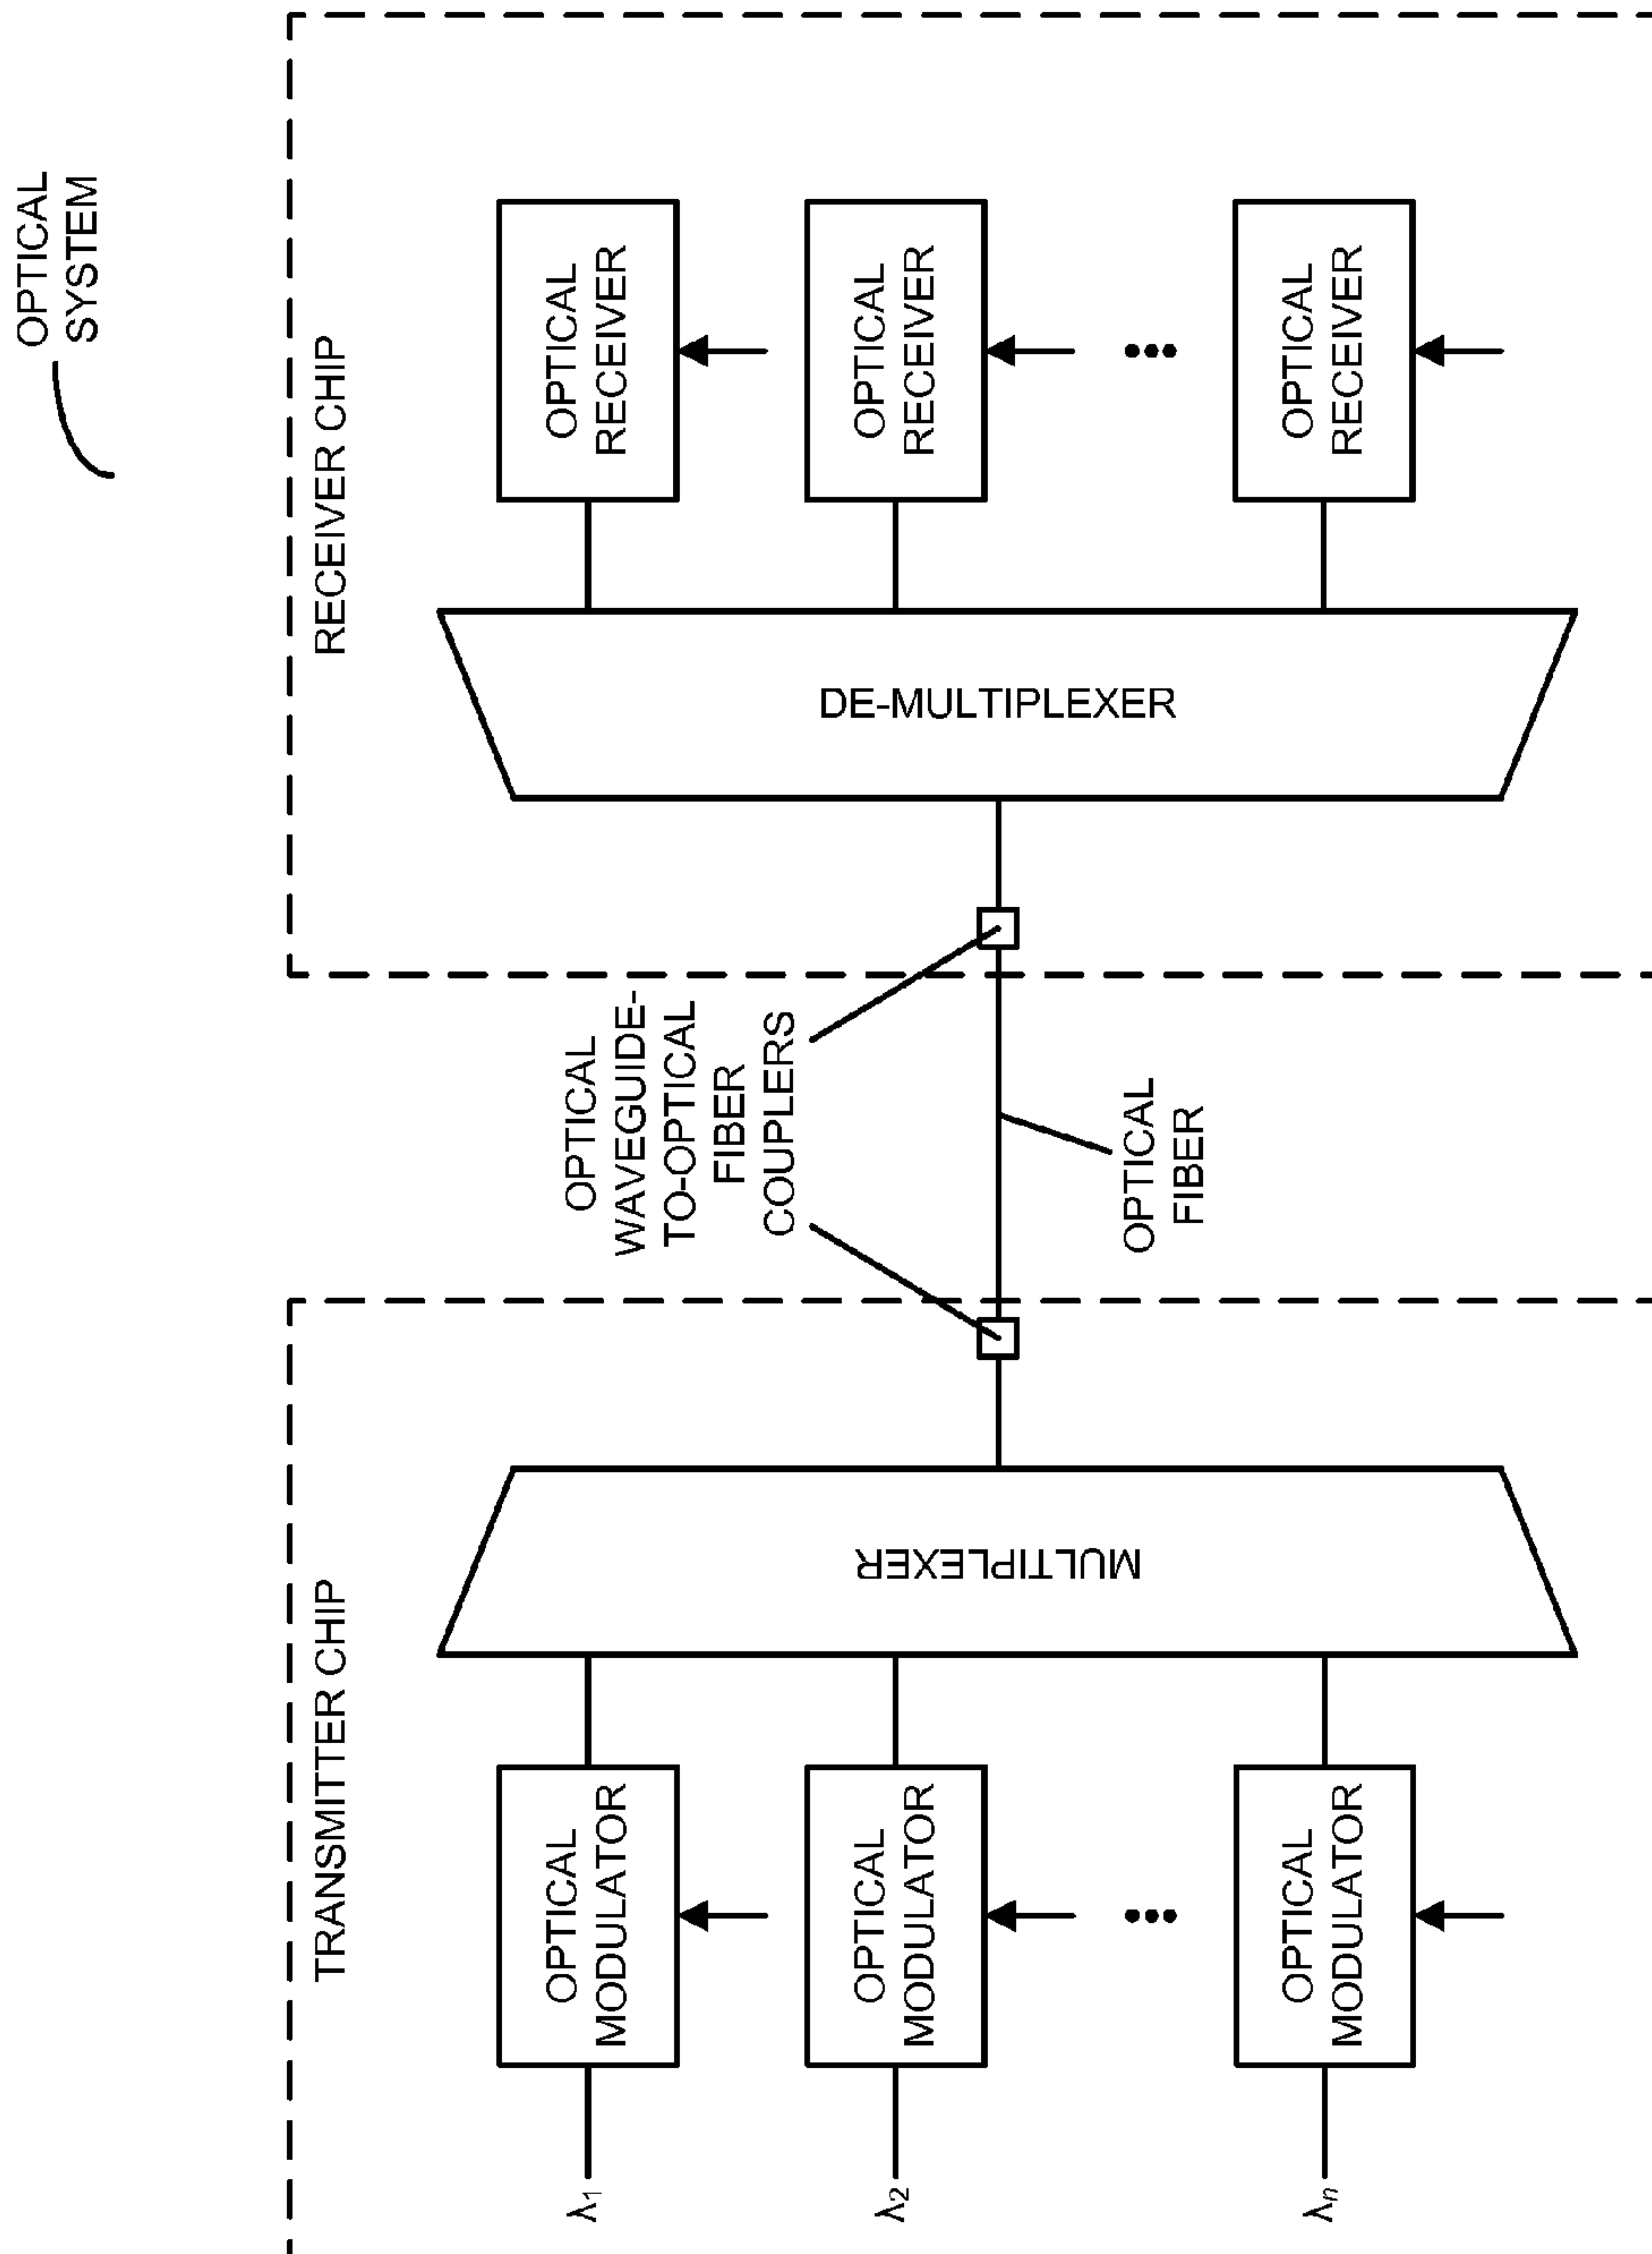 OPTICAL
SYSTEM
TRANSMITTER CHIP
RECEIVER CHIP
λ1
OPTICAL
MODULATOR
OPTICAL
RECEIVER
OPTICAL
WAVEGUIDE-
TO-OPTICAL
FIBER
COUPLERS
λ2
OPTICAL
MODULATOR
MULTIPLEXER
DE-MULTIPLEXER
OPTICAL
RECEIVER
OPTICAL
FIBER
λn
OPTICAL
MODULATOR
OPTICAL
RECEIVER